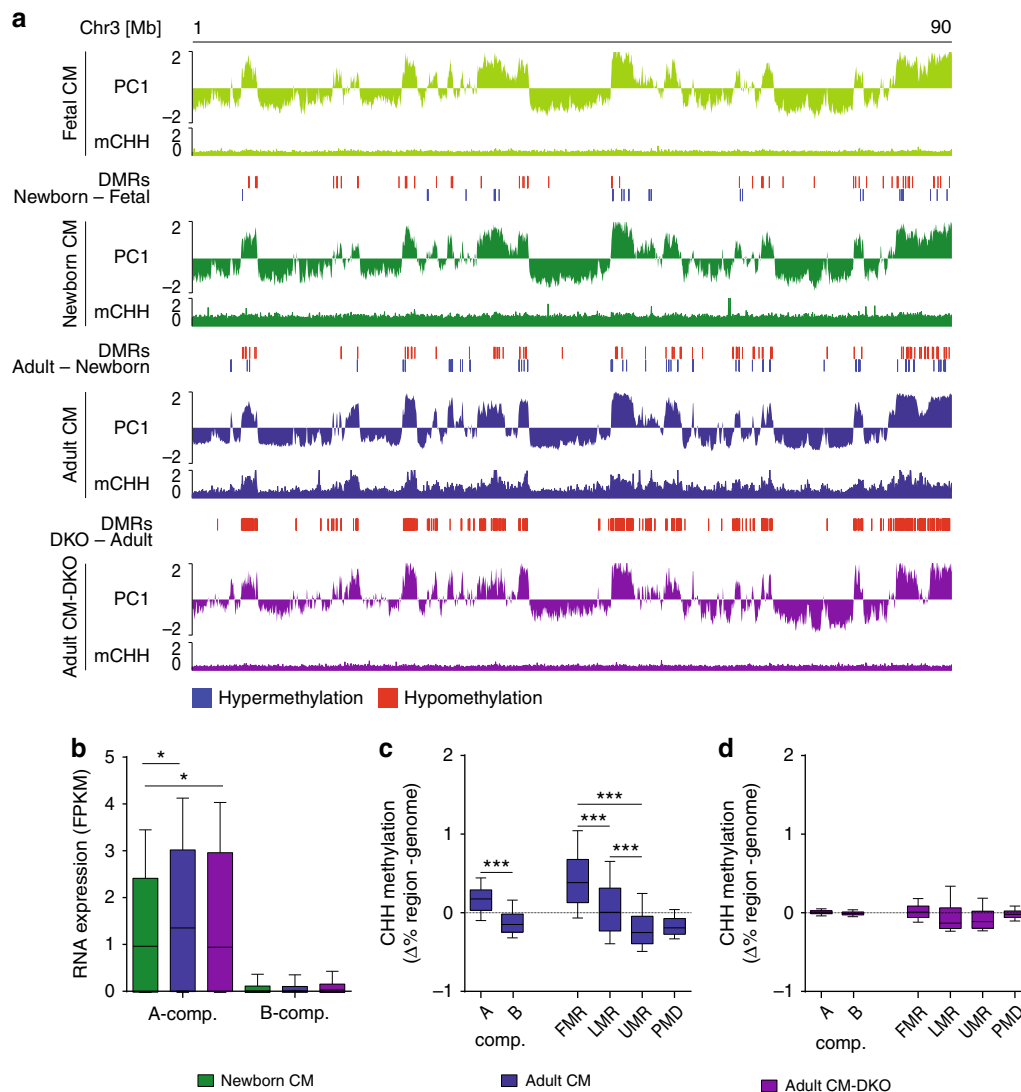 a
Chr3 [Mb] 1 90
Fetal CM
PC1
2
−2
mCHH
2
0
DMRs
Newborn – Fetal
Newborn CM
PC1
2
−2
mCHH
2
0
DMRs
Adult – Newborn
Adult CM
PC1
2
−2
mCHH
2
0
DMRs
DKO – Adult
Adult CM-DKO
PC1
2
−2
mCHH
2
0
Hypermethylation Hypomethylation
b
RNA expression (FPKM)
5
4
3
2
1
0
*
*
A-comp. B-comp.
Newborn CM
c
CHH methylation
(Δ% region -genome)
2
1
0
−1
***
***
***
***
A B
comp.
FMR LMR UMR PMD
Adult CM
d
CHH methylation
(Δ% region -genome)
2
1
0
−1
A B
comp.
FMR LMR UMR PMD
Adult CM-DKO